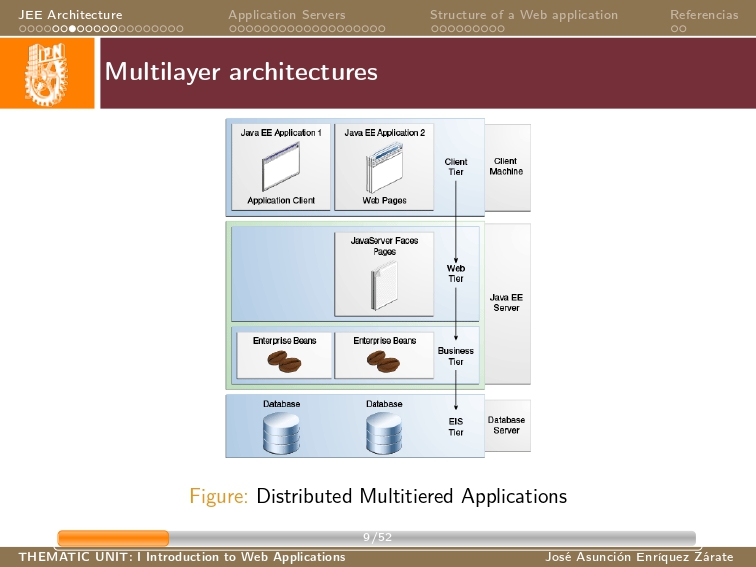 JEE Architecture
Application Servers
Structure of a Web application
Referencias
IPN
Multilayer architectures
Java EE Application 1
Java EE Application 2
Client
Tier
Client
Machine
Application Client
Web Pages
JavaServer Faces
Pages
Web
Tier
Java EE
Server
Enterprise Beans
Enterprise Beans
Business
Tier
Database
Database
EIS
Tier
Database
Server
Figure: Distributed Multitiered Applications
9/52
THEMATIC UNIT: I Introduction to Web Applications
José Asunción Enríquez Zárate